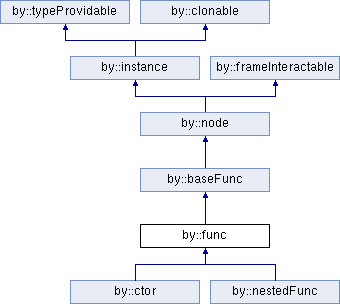 by::typeProvidable by::clonable
by::instance by::frameInteractable
by::node
by::baseFunc
by::func
by::ctor by::nestedFunc